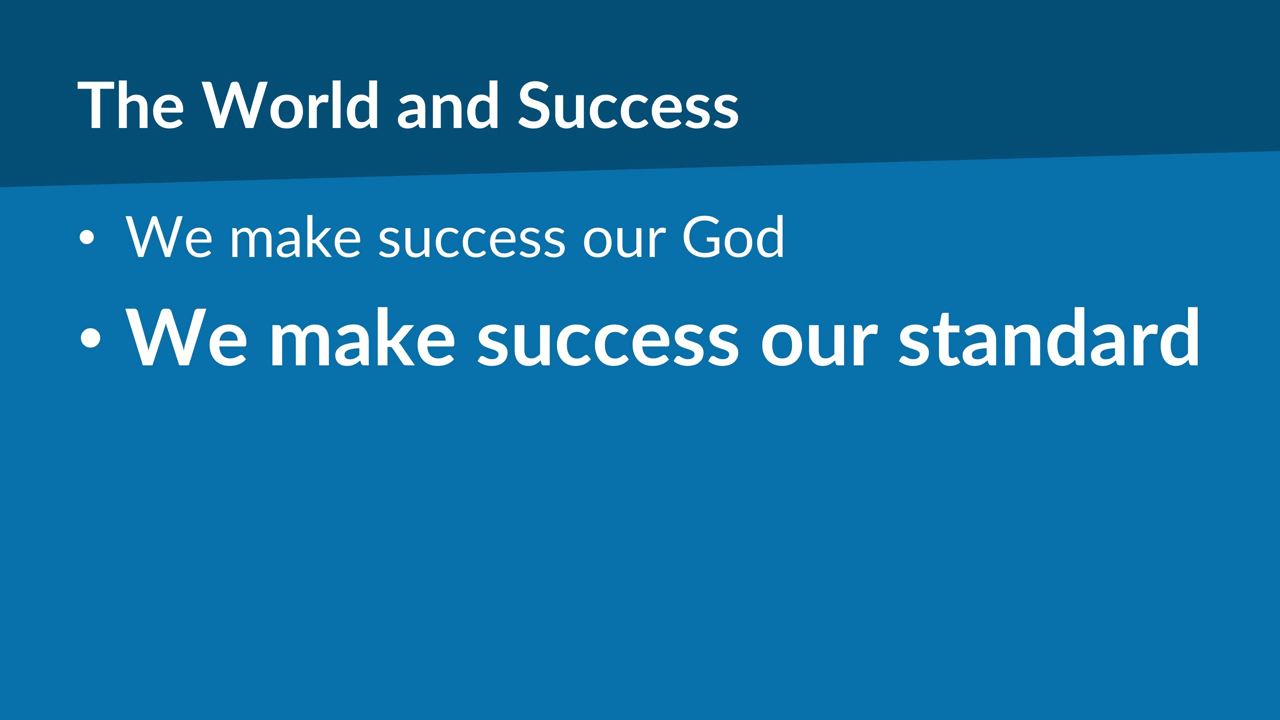 The World and Success
• We make success our God
• We make success our standard